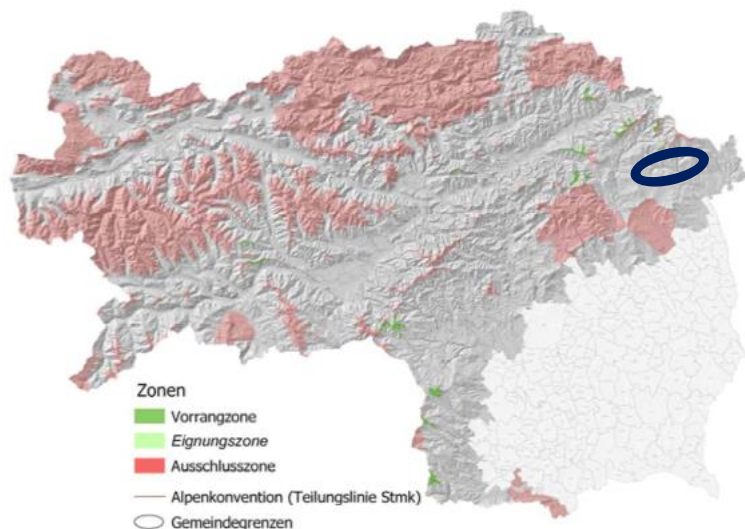 Zonen
Vorrangzone
Eignungszone
Ausschlusszone
Alpenkonvention (Teilungslinie Stmk)
Gemeindegrenzen